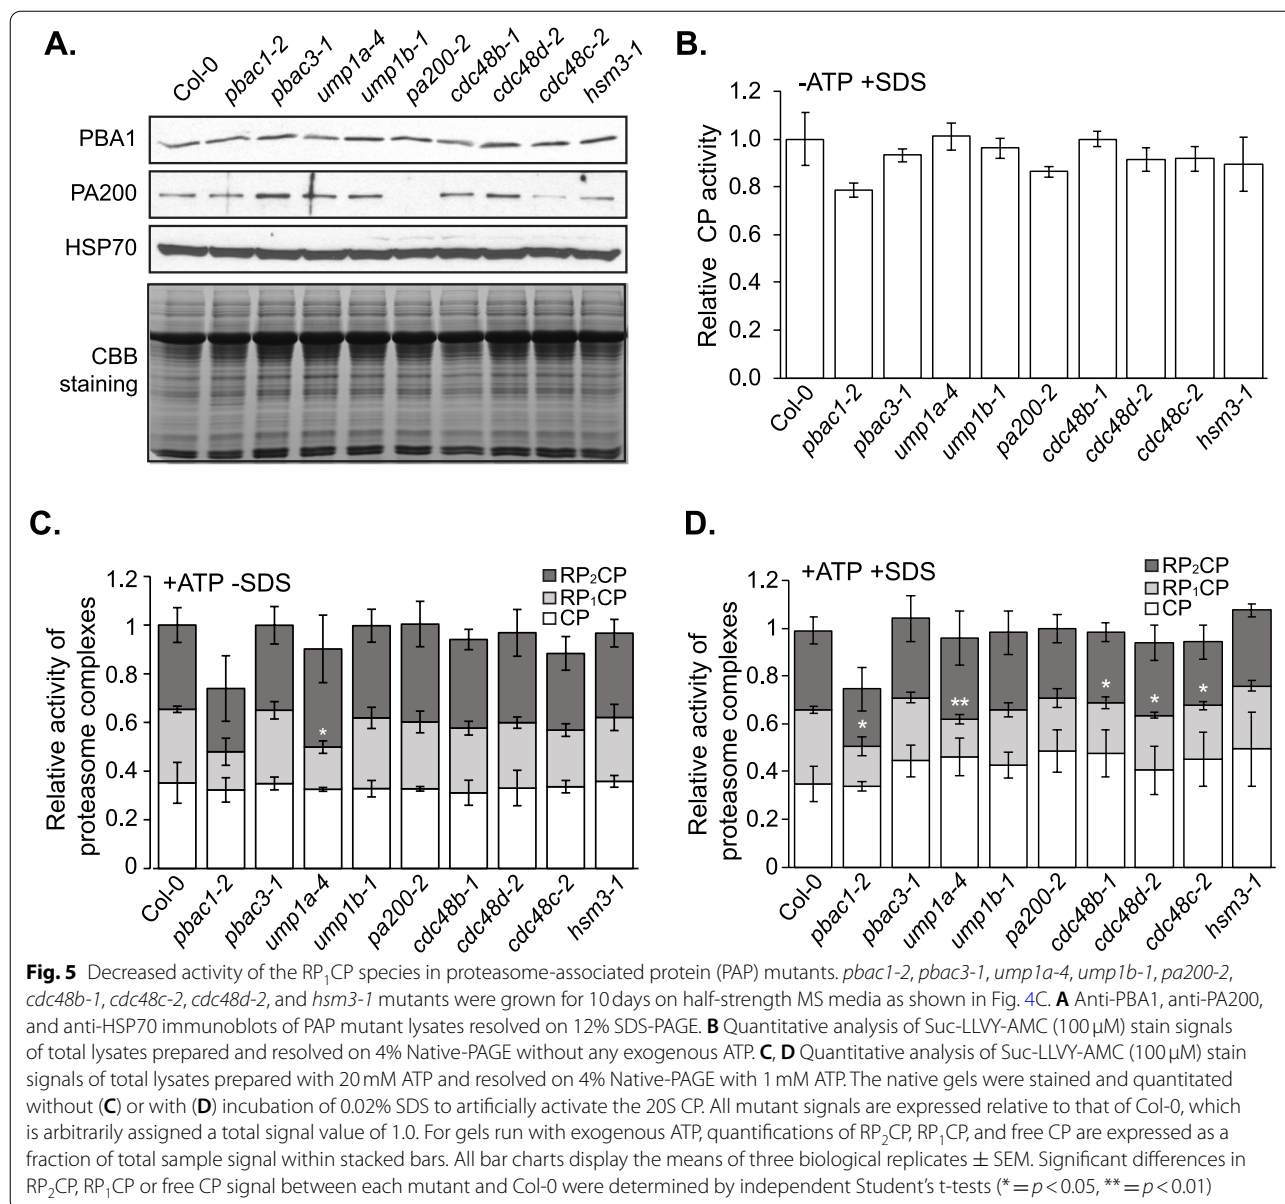 A.
Col-0 pbac1-2 pbac3-1 ump1a-4 ump1b-1 pa200-2 cdc48b-1 cdc48d-2 cdc48c-2 hsm3-1
PBA1
PA200
HSP70
CBB
staining
B.
-ATP +SDS
Relative CP activity
1.2
1.0
0.8
0.6
0.4
0.2
0.0
Col-0 pbac1-2 pbac3-1 ump1a-4 ump1b-1 pa200-2 cdc48b-1 cdc48d-2 cdc48c-2 hsm3-1
C.
+ATP -SDS
RP₂CP
RP₁CP
CP
Relative activity of
proteasome complexes
1.2
1
0.8
0.6
0.4
0.2
0
*
Col-0 pbac1-2 pbac3-1 ump1a-4 ump1b-1 pa200-2 cdc48b-1 cdc48d-2 cdc48c-2 hsm3-1
D.
+ATP +SDS
RP₂CP
RP₁CP
CP
Relative activity of
proteasome complexes
1.2
1
0.8
0.6
0.4
0.2
0
* ** * * *
Col-0 pbac1-2 pbac3-1 ump1a-4 ump1b-1 pa200-2 cdc48b-1 cdc48d-2 cdc48c-2 hsm3-1
Fig. 5 Decreased activity of the RP₁CP species in proteasome-associated protein (PAP) mutants. pbac1-2, pbac3-1, ump1a-4, ump1b-1, pa200-2,
cdc48b-1, cdc48c-2, cdc48d-2, and hsm3-1 mutants were grown for 10 days on half-strength MS media as shown in Fig. 4C. A Anti-PBA1, anti-PA200,
and anti-HSP70 immunoblots of PAP mutant lysates resolved on 12% SDS-PAGE. B Quantitative analysis of Suc-LLVY-AMC (100 μM) stain signals
of total lysates prepared and resolved on 4% Native-PAGE without any exogenous ATP. C, D Quantitative analysis of Suc-LLVY-AMC (100 μM) stain
signals of total lysates prepared with 20 mM ATP and resolved on 4% Native-PAGE with 1 mM ATP. The native gels were stained and quantitated
without (C) or with (D) incubation of 0.02% SDS to artificially activate the 20S CP. All mutant signals are expressed relative to that of Col-0, which
is arbitrarily assigned a total signal value of 1.0. For gels run with exogenous ATP, quantifications of RP₂CP, RP₁CP, and free CP are expressed as a
fraction of total sample signal within stacked bars. All bar charts display the means of three biological replicates ± SEM. Significant differences in
RP₂CP, RP₁CP or free CP signal between each mutant and Col-0 were determined by independent Student's t-tests (* = p < 0.05, ** = p < 0.01)